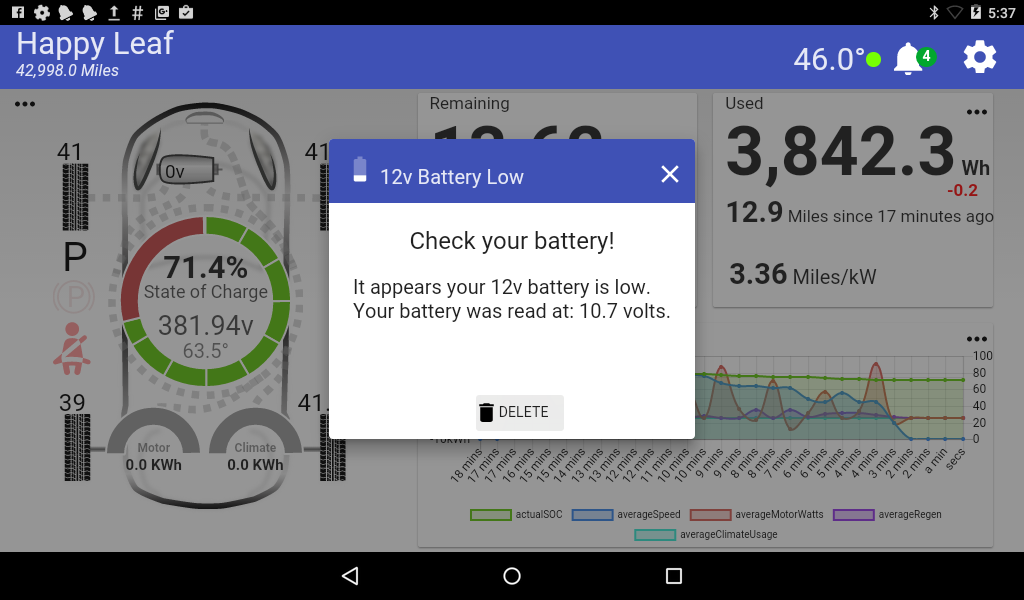 5:37
Happy Leaf
42,998.0 Miles
46.0°
4
Remaining
Used
3,842.3 Wh
-0.2
12.9 Miles since 17 minutes ago
3.36 Miles/kW
41
41
0v
P
(P)
71.4%
State of Charge
381.94v
63.5°
39
41.
Motor
0.0 KWh
Climate
0.0 KWh
12v Battery Low
Check your battery!
It appears your 12v battery is low.
Your battery was read at: 10.7 volts.
DELETE
100
80
60
40
20
0
18 mins
17 mins
17 mins
16 mins
15 mins
15 mins
14 mins
13 mins
13 mins
12 mins
12 mins
11 mins
10 mins
10 mins
9 mins
9 mins
8 mins
8 mins
7 mins
6 mins
6 mins
5 mins
4 mins
4 mins
3 mins
2 mins
2 mins
a min
secs
actualSOC
averageSpeed
averageMotorWatts
averageRegen
averageClimateUsage